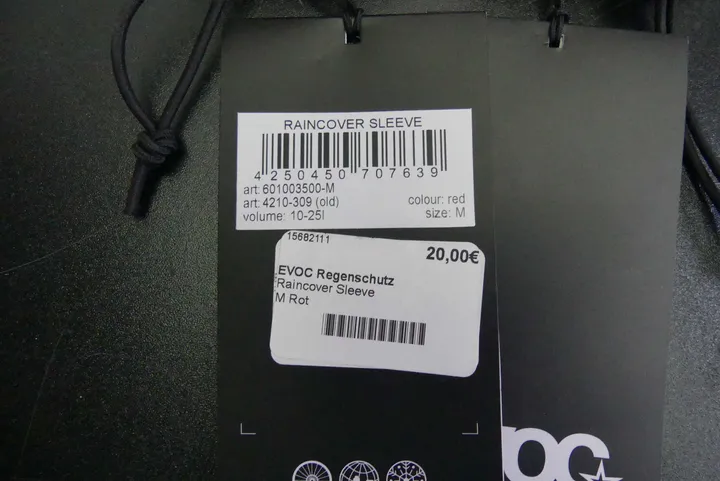 RAINCOVER SLEEVE
4 250450 707639
art: 601003500-M
art: 4210-309 (old)
colour: red
volume: 10-25l
size: M
15682111
20,00€
EVOC Regenschutz
Raincover Sleeve
M Rot
oc